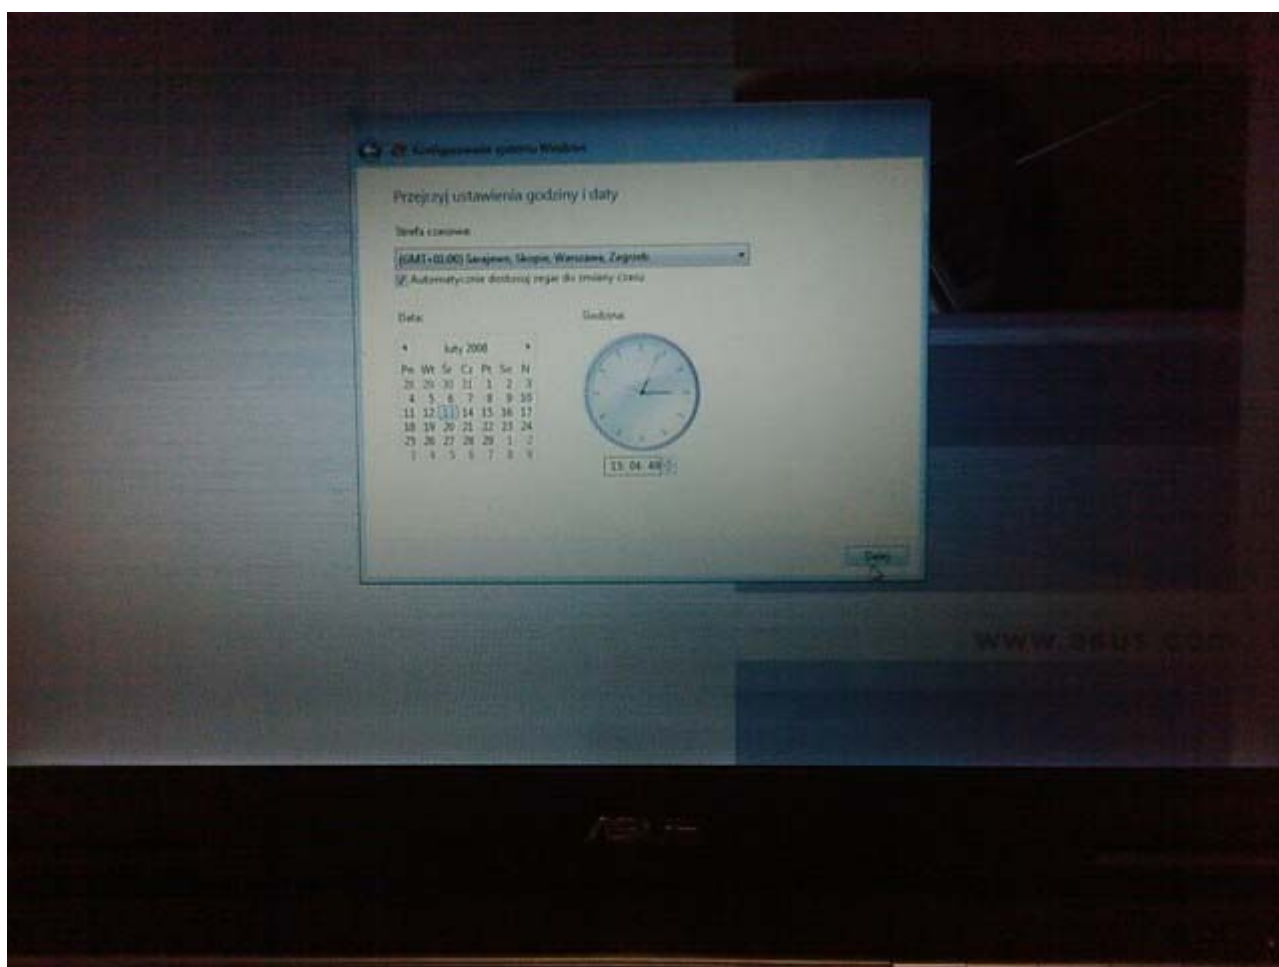 Konfigurowanie systemu Windows
Przejrzyj ustawienia godziny i daty
Strefa czasowa:
(GMT+01:00) Sarajewo, Skopie, Warszawa, Zagrzeb
Automatycznie dostosuj zegar do zmiany czasu
Data:
Godzina:
luty 2008
Pn Wt Śr Cz Pt So N
28 29 30 31 1 2 3
4 5 6 7 8 9 10
11 12 13 14 15 16 17
18 19 20 21 22 23 24
25 26 27 28 29 1 2
3 4 5 6 7 8 9
Dalej
www.asus.com
ASUS